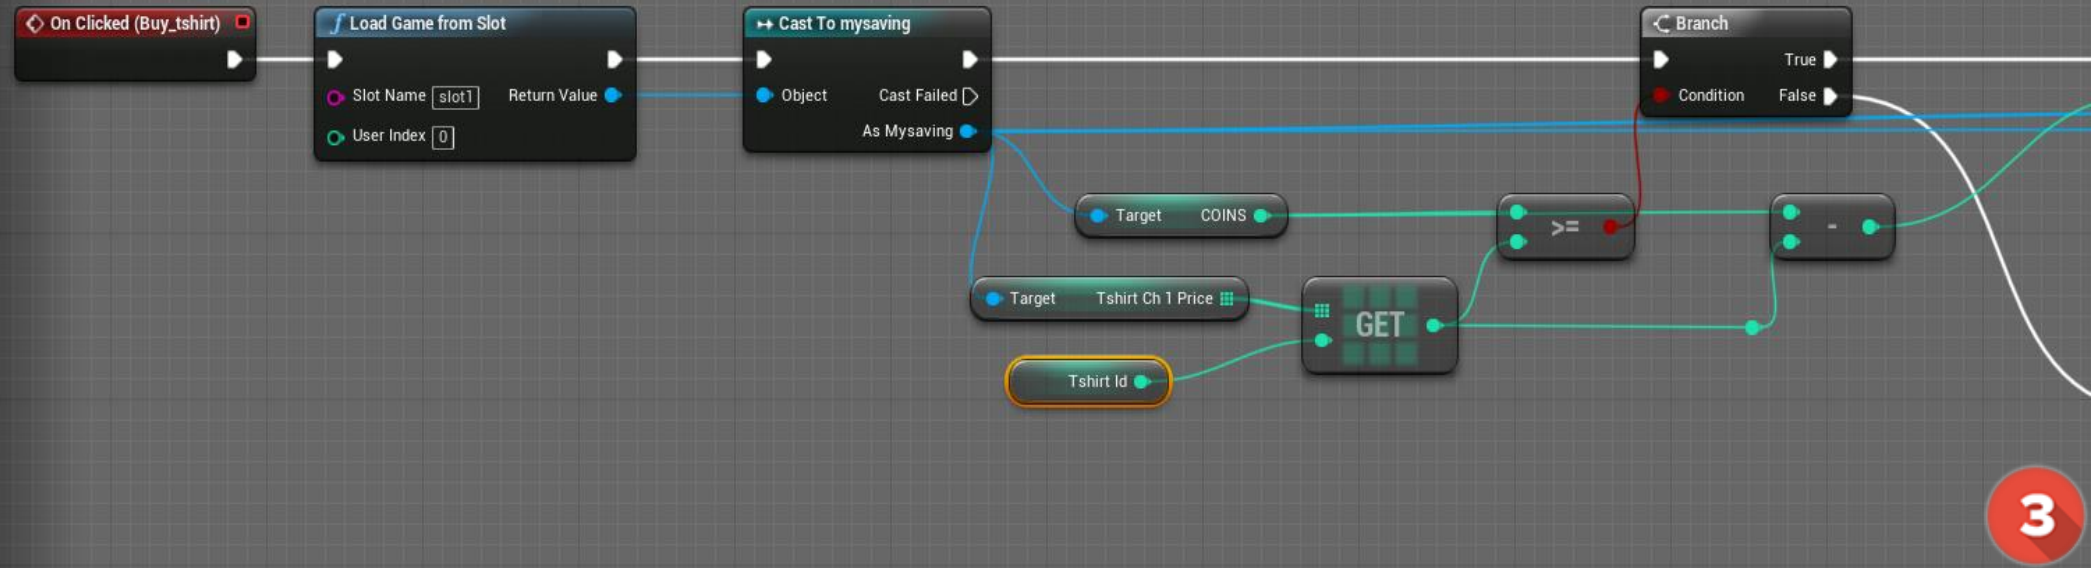 On Clicked (Buy_tshirt)
Load Game from Slot
Slot Name slot1 Return Value
User Index 0
Cast To mysaving
Object Cast Failed
As Mysaving
Branch
True
Condition False
Target COINS
>=
-
Target Tshirt Ch 1 Price
GET
Tshirt Id
3